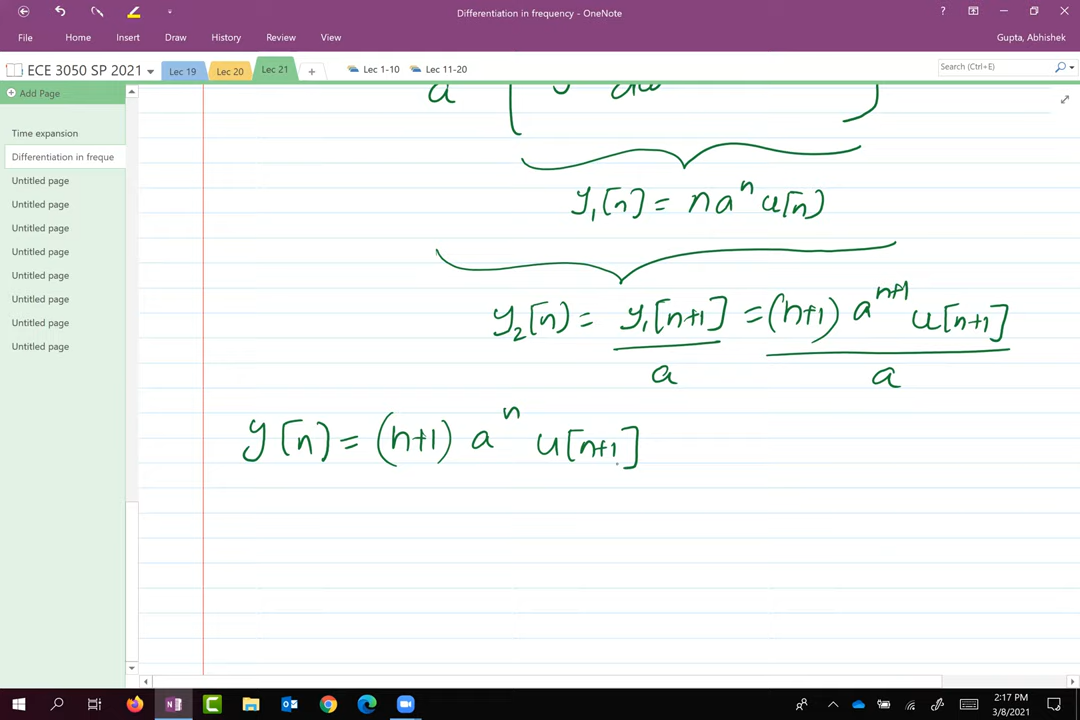 Differentiation in frequency - OneNote
File Home Insert Draw History Review View
Gupta, Abhishek
ECE 3050 SP 2021 Lec 19 Lec 20 Lec 21 + Lec 1-10 Lec 11-20
Search (Ctrl+E)
Add Page
Time expansion
Differentiation in freque
Untitled page
Untitled page
Untitled page
Untitled page
Untitled page
Untitled page
Untitled page
Untitled page
a
y₁[n] = n aⁿ u[n]
y₂[n] = y₁[n+1] / a = (n+1) aⁿ⁺¹ u[n+1] / a
y[n] = (n+1) aⁿ u[n+1]
2:17 PM
3/8/2021